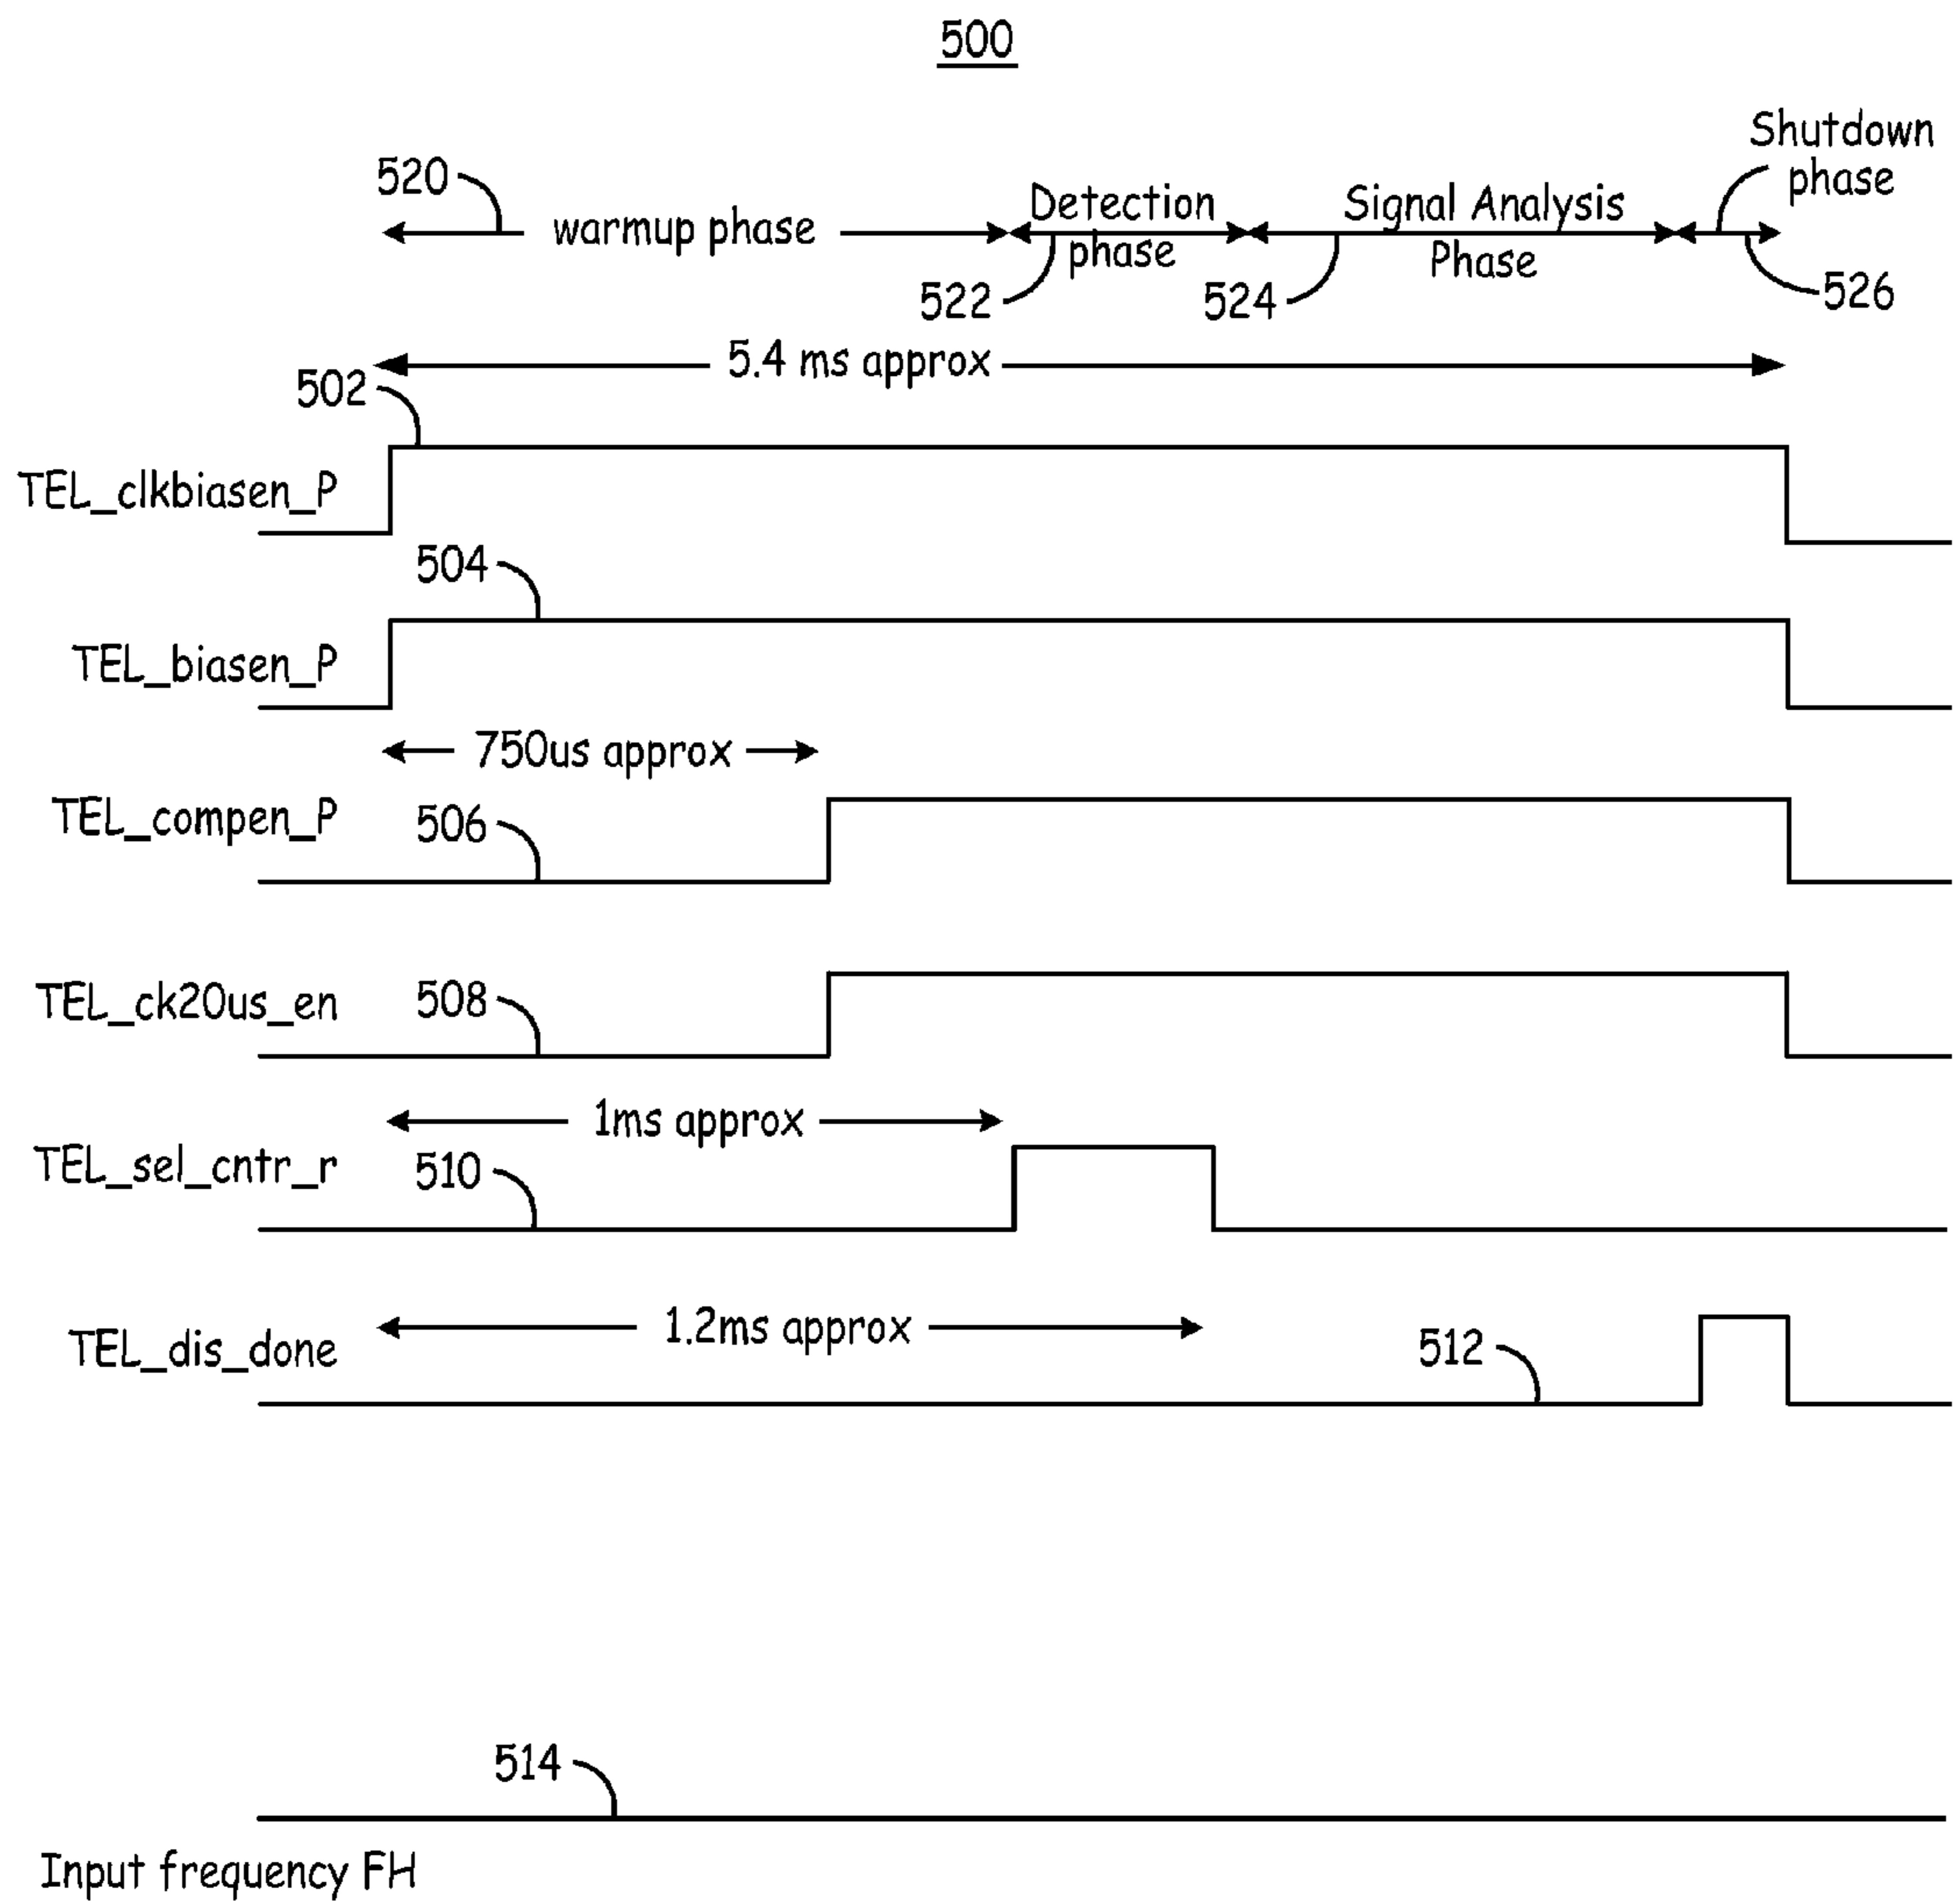 500
Shutdown
phase
520
warmup phase
Detection
phase
Signal Analysis
Phase
522
524
526
5.4 ms approx
502
TEL_clkbiasen_P
504
TEL_biasen_P
750us approx
TEL_compen_P
506
TEL_ck20us_en
508
1ms approx
TEL_sel_cntr_r
510
1.2ms approx
TEL_dis_done
512
514
Input frequency FH